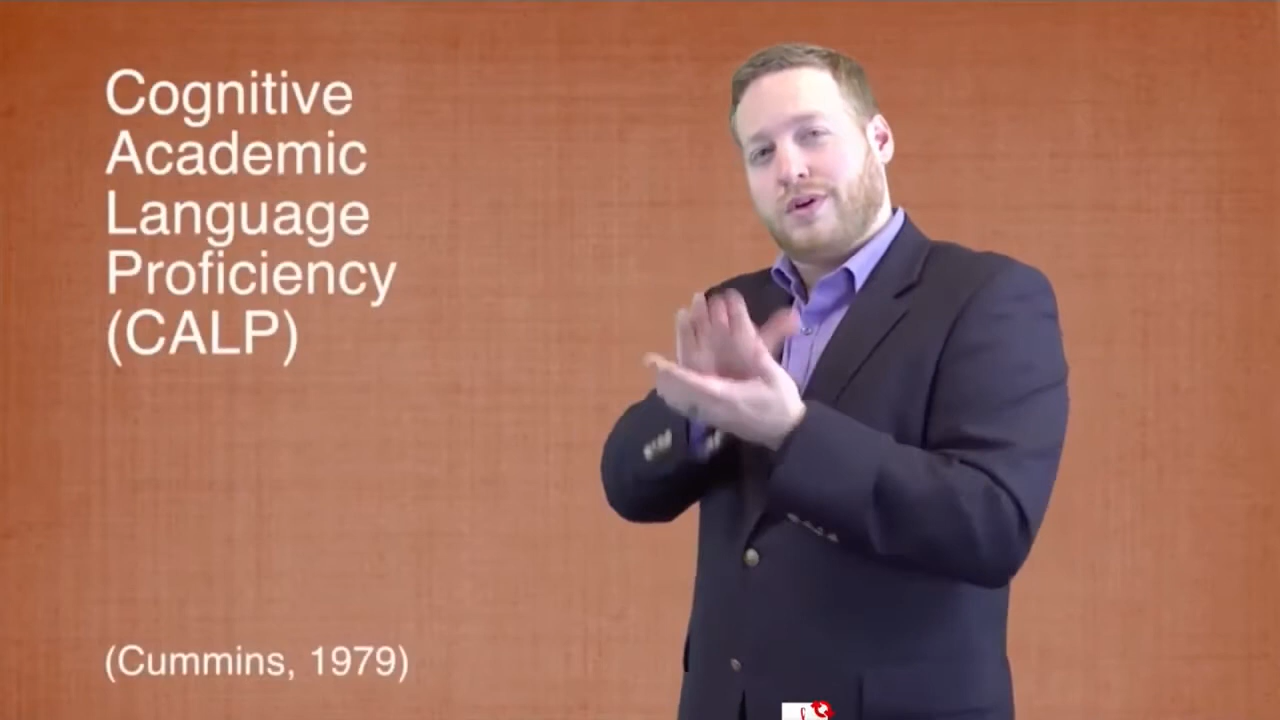 Cognitive
Academic
Language
Proficiency
(CALP)
(Cummins, 1979)